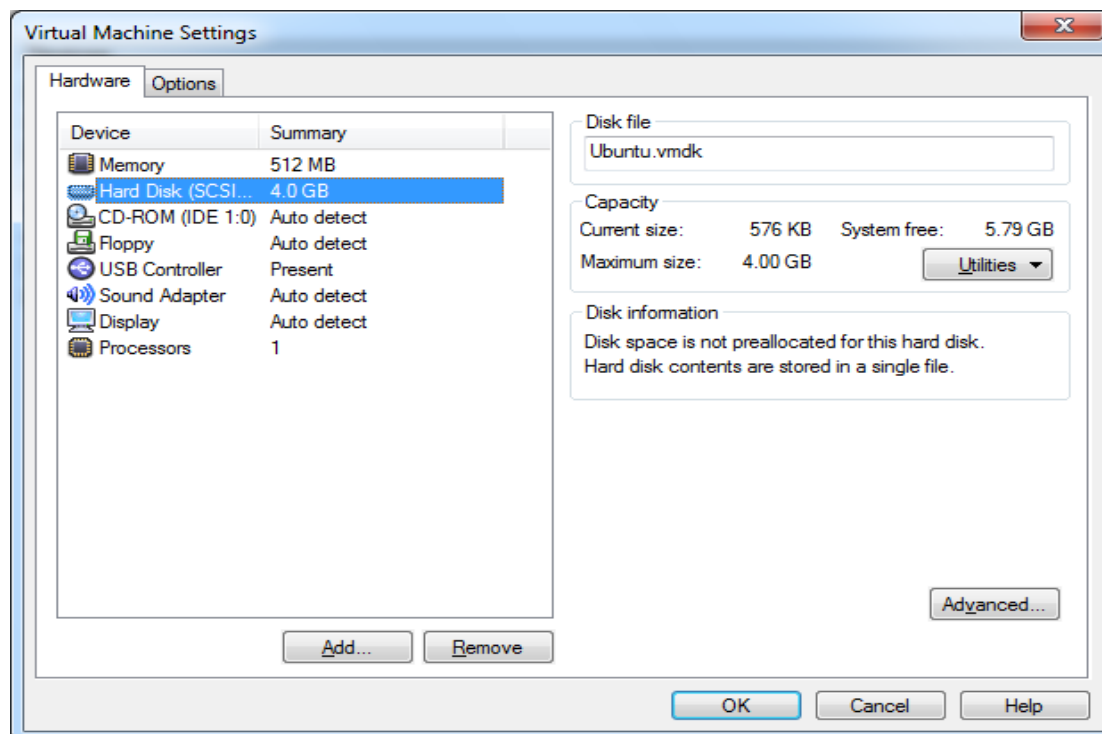 Virtual Machine Settings
Hardware Options
Device Summary
Memory 512 MB
Hard Disk (SCSI... 4.0 GB
CD-ROM (IDE 1:0) Auto detect
Floppy Auto detect
USB Controller Present
Sound Adapter Auto detect
Display Auto detect
Processors 1
Add... Remove
Disk file
Ubuntu.vmdk
Capacity
Current size: 576 KB System free: 5.79 GB
Maximum size: 4.00 GB Utilities
Disk information
Disk space is not preallocated for this hard disk.
Hard disk contents are stored in a single file.
Advanced...
OK Cancel Help